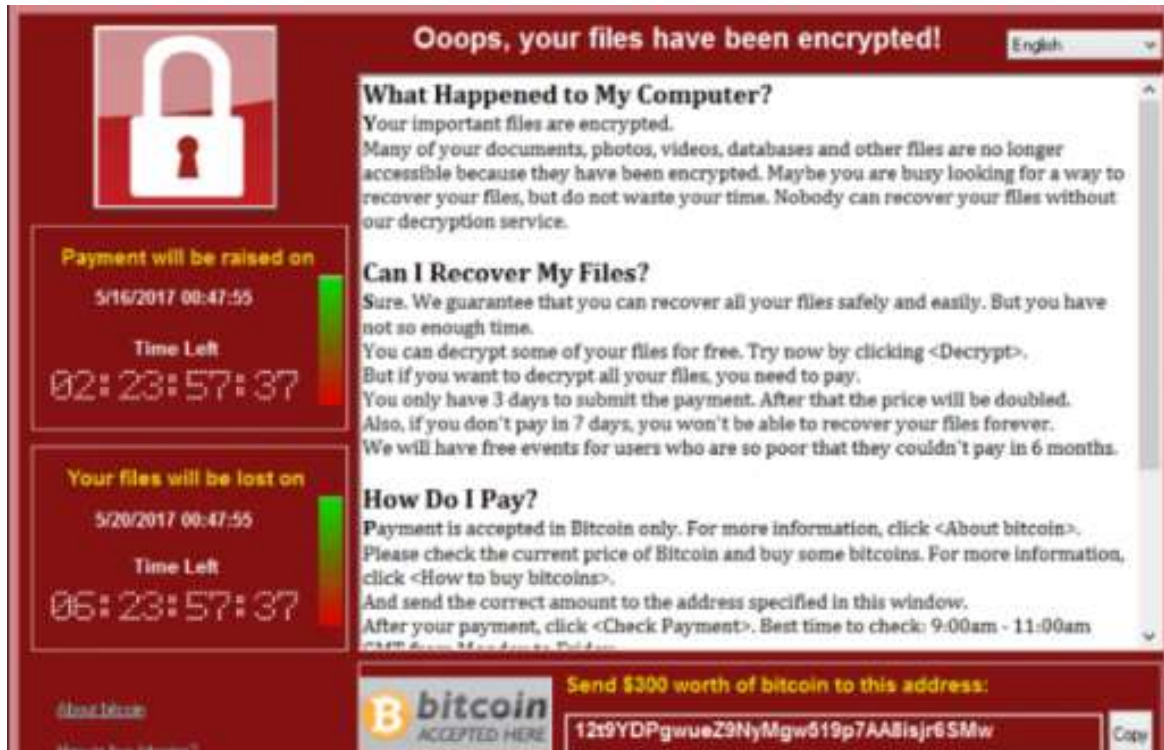 Ooops, your files have been encrypted!
English
What Happened to My Computer?
Your important files are encrypted.
Many of your documents, photos, videos, databases and other files are no longer
accessible because they have been encrypted. Maybe you are busy looking for a way to
recover your files, but do not waste your time. Nobody can recover your files without
our decryption service.
Can I Recover My Files?
Sure. We guarantee that you can recover all your files safely and easily. But you have
not so enough time.
You can decrypt some of your files for free. Try now by clicking <Decrypt>.
But if you want to decrypt all your files, you need to pay.
You only have 3 days to submit the payment. After that the price will be doubled.
Also, if you don't pay in 7 days, you won't be able to recover your files forever.
We will have free events for users who are so poor that they couldn't pay in 6 months.
How Do I Pay?
Payment is accepted in Bitcoin only. For more information, click <About bitcoin>.
Please check the current price of Bitcoin and buy some bitcoins. For more information,
click <How to buy bitcoins>.
And send the correct amount to the address specified in this window.
After your payment, click <Check Payment>. Best time to check: 9:00am - 11:00am
GMT from Monday to Friday.
Payment will be raised on
5/16/2017 00:47:55
Time Left
02:23:57:37
Your files will be lost on
5/20/2017 00:47:55
Time Left
06:23:57:37
About bitcoin
bitcoin
ACCEPTED HERE
Send $300 worth of bitcoin to this address:
12t9YDPgwueZ9NyMgw519p7AA8isjr6SMw
Copy